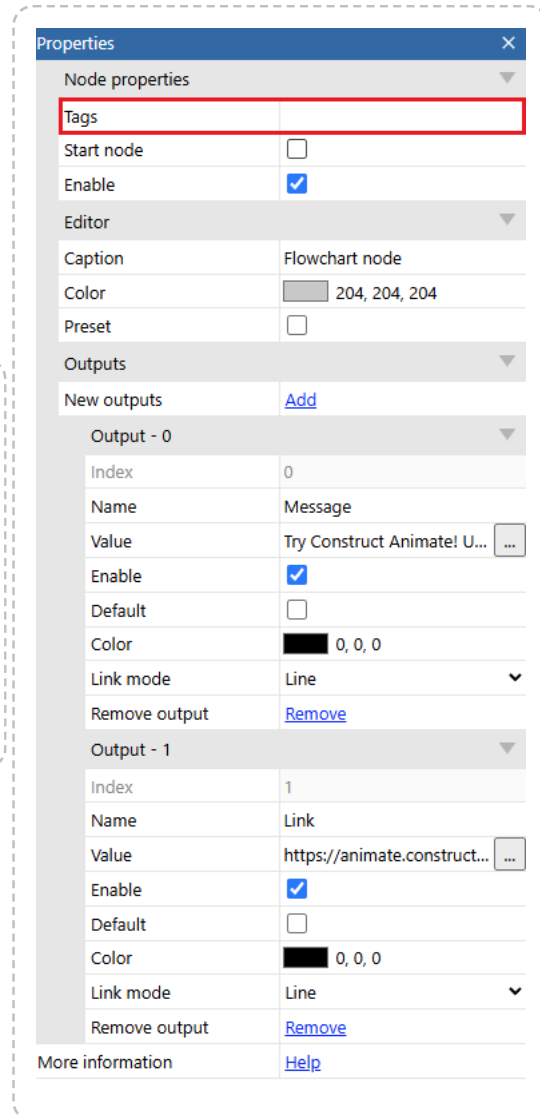 Properties ×
Node properties
Tags
Start node
Enable
Editor
Caption Flowchart node
Color 204, 204, 204
Preset
Outputs
New outputs Add
Output - 0
Index 0
Name Message
Value Try Construct Animate! U... ...
Enable
Default
Color 0, 0, 0
Link mode Line
Remove output Remove
Output - 1
Index 1
Name Link
Value https://animate.construct... ...
Enable
Default
Color 0, 0, 0
Link mode Line
Remove output Remove
More information Help